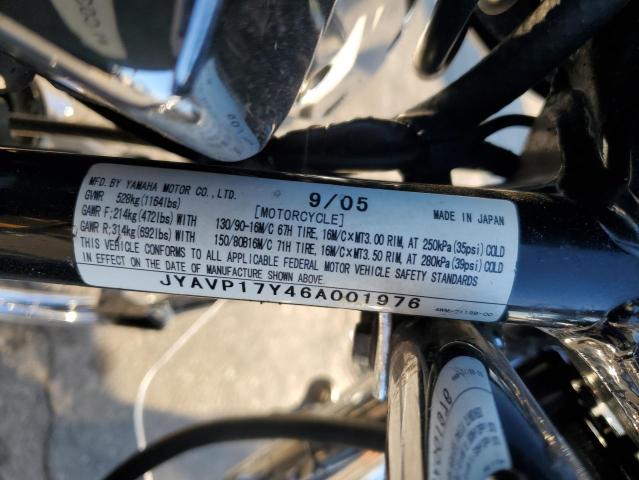 MFD. BY YAMAHA MOTOR CO., LTD. 9/05
GVWR 528kg(1164lbs) [MOTORCYCLE] MADE IN JAPAN
GAWR F;214kg(472lbs) WITH 130/90-16M/C 67H TIRE, 16M/C×MT3.00 RIM, AT 250kPa(35psi) COLD
GAWR R;314kg(692lbs) WITH 150/80B16M/C 71H TIRE, 16M/C×MT3.50 RIM, AT 280kPa(39psi) COLD
THIS VEHICLE CONFORMS TO ALL APPLICABLE FEDERAL MOTOR VEHICLE SAFETY STANDARDS
IN EFFECT ON THE DATE OF MANUFACTURE SHOWN ABOVE.
JYAVP17Y46A001976